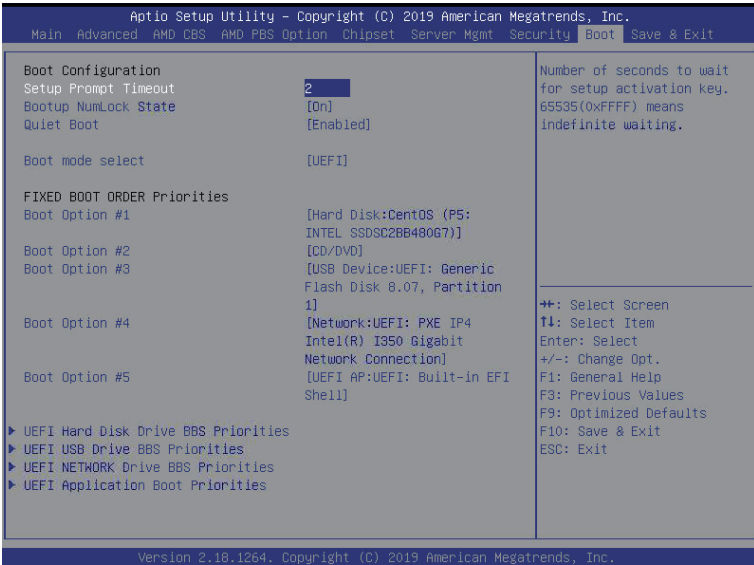 Aptio Setup Utility – Copyright (C) 2019 American Megatrends, Inc.
Main Advanced AMD CBS AMD PBS Option Chipset Server Mgmt Security Boot Save & Exit
Boot Configuration
Setup Prompt Timeout 2
Bootup NumLock State [On]
Quiet Boot [Enabled]
Boot mode select [UEFI]
FIXED BOOT ORDER Priorities
Boot Option #1 [Hard Disk:CentOS (P5:
INTEL SSDSC2BB480G7)]
Boot Option #2 [CD/DVD]
Boot Option #3 [USB Device:UEFI: Generic
Flash Disk 8.07, Partition
1]
Boot Option #4 [Network:UEFI: PXE IP4
Intel(R) I350 Gigabit
Network Connection]
Boot Option #5 [UEFI AP:UEFI: Built-in EFI
Shell]
UEFI Hard Disk Drive BBS Priorities
UEFI USB Drive BBS Priorities
UEFI NETWORK Drive BBS Priorities
UEFI Application Boot Priorities
Number of seconds to wait
for setup activation key.
65535(0xFFFF) means
indefinite waiting.
→←: Select Screen
↑↓: Select Item
Enter: Select
+/-: Change Opt.
F1: General Help
F3: Previous Values
F9: Optimized Defaults
F10: Save & Exit
ESC: Exit
Version 2.18.1264. Copyright (C) 2019 American Megatrends, Inc.